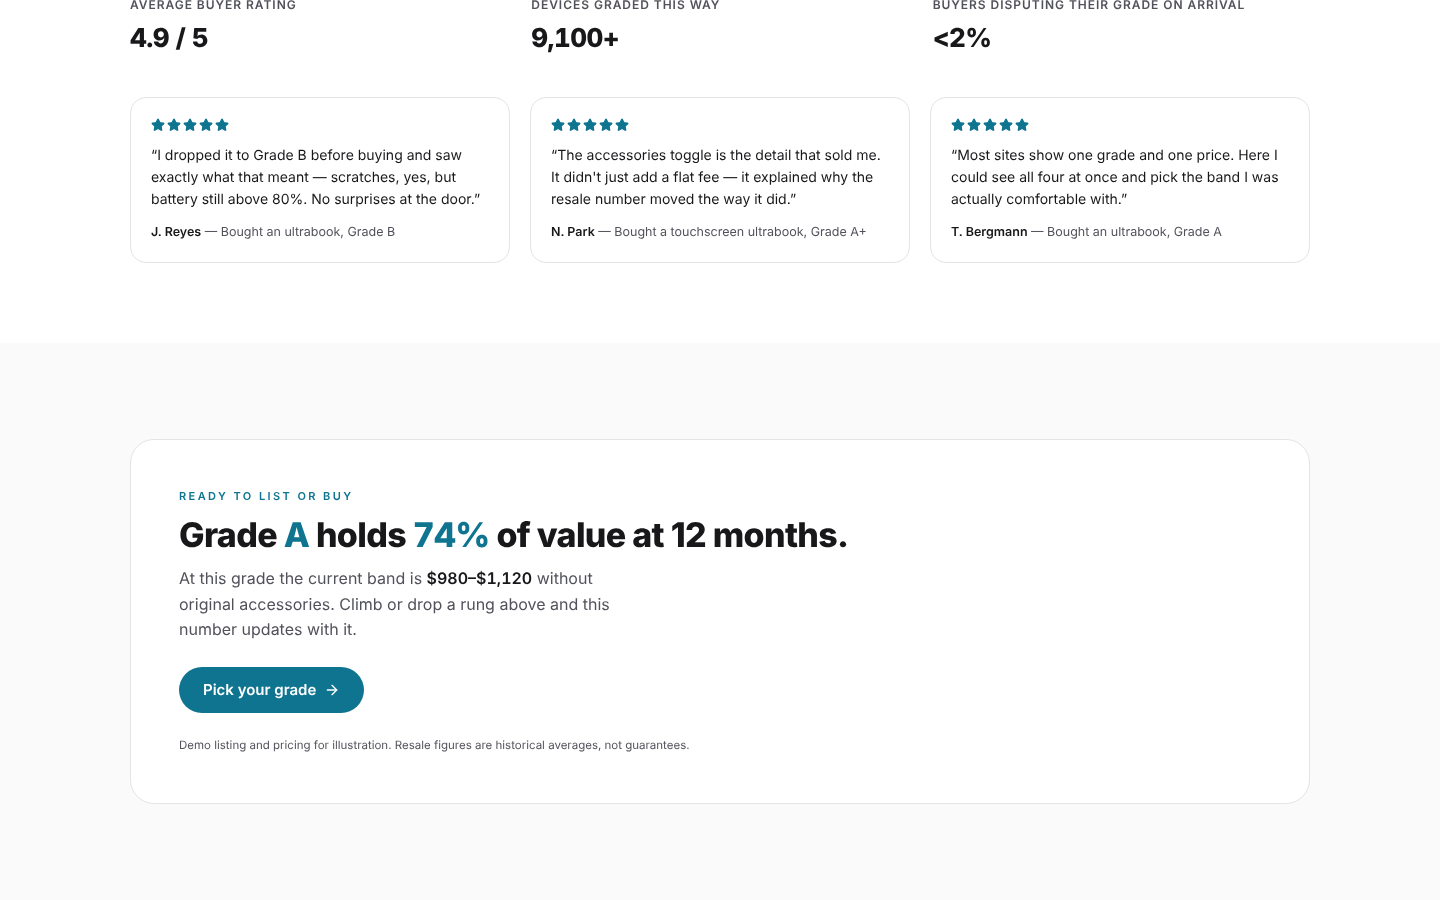 AVERAGE BUYER RATING
4.9 / 5
DEVICES GRADED THIS WAY
9,100+
BUYERS DISPUTING THEIR GRADE ON ARRIVAL
<2%
“I dropped it to Grade B before buying and saw
exactly what that meant — scratches, yes, but
battery still above 80%. No surprises at the door.”
J. Reyes — Bought an ultrabook, Grade B
“The accessories toggle is the detail that sold me.
It didn't just add a flat fee — it explained why the
resale number moved the way it did.”
N. Park — Bought a touchscreen ultrabook, Grade A+
“Most sites show one grade and one price. Here I
could see all four at once and pick the band I was
actually comfortable with.”
T. Bergmann — Bought an ultrabook, Grade A
READY TO LIST OR BUY
Grade A holds 74% of value at 12 months.
At this grade the current band is $980–$1,120 without
original accessories. Climb or drop a rung above and this
number updates with it.
Pick your grade →
Demo listing and pricing for illustration. Resale figures are historical averages, not guarantees.